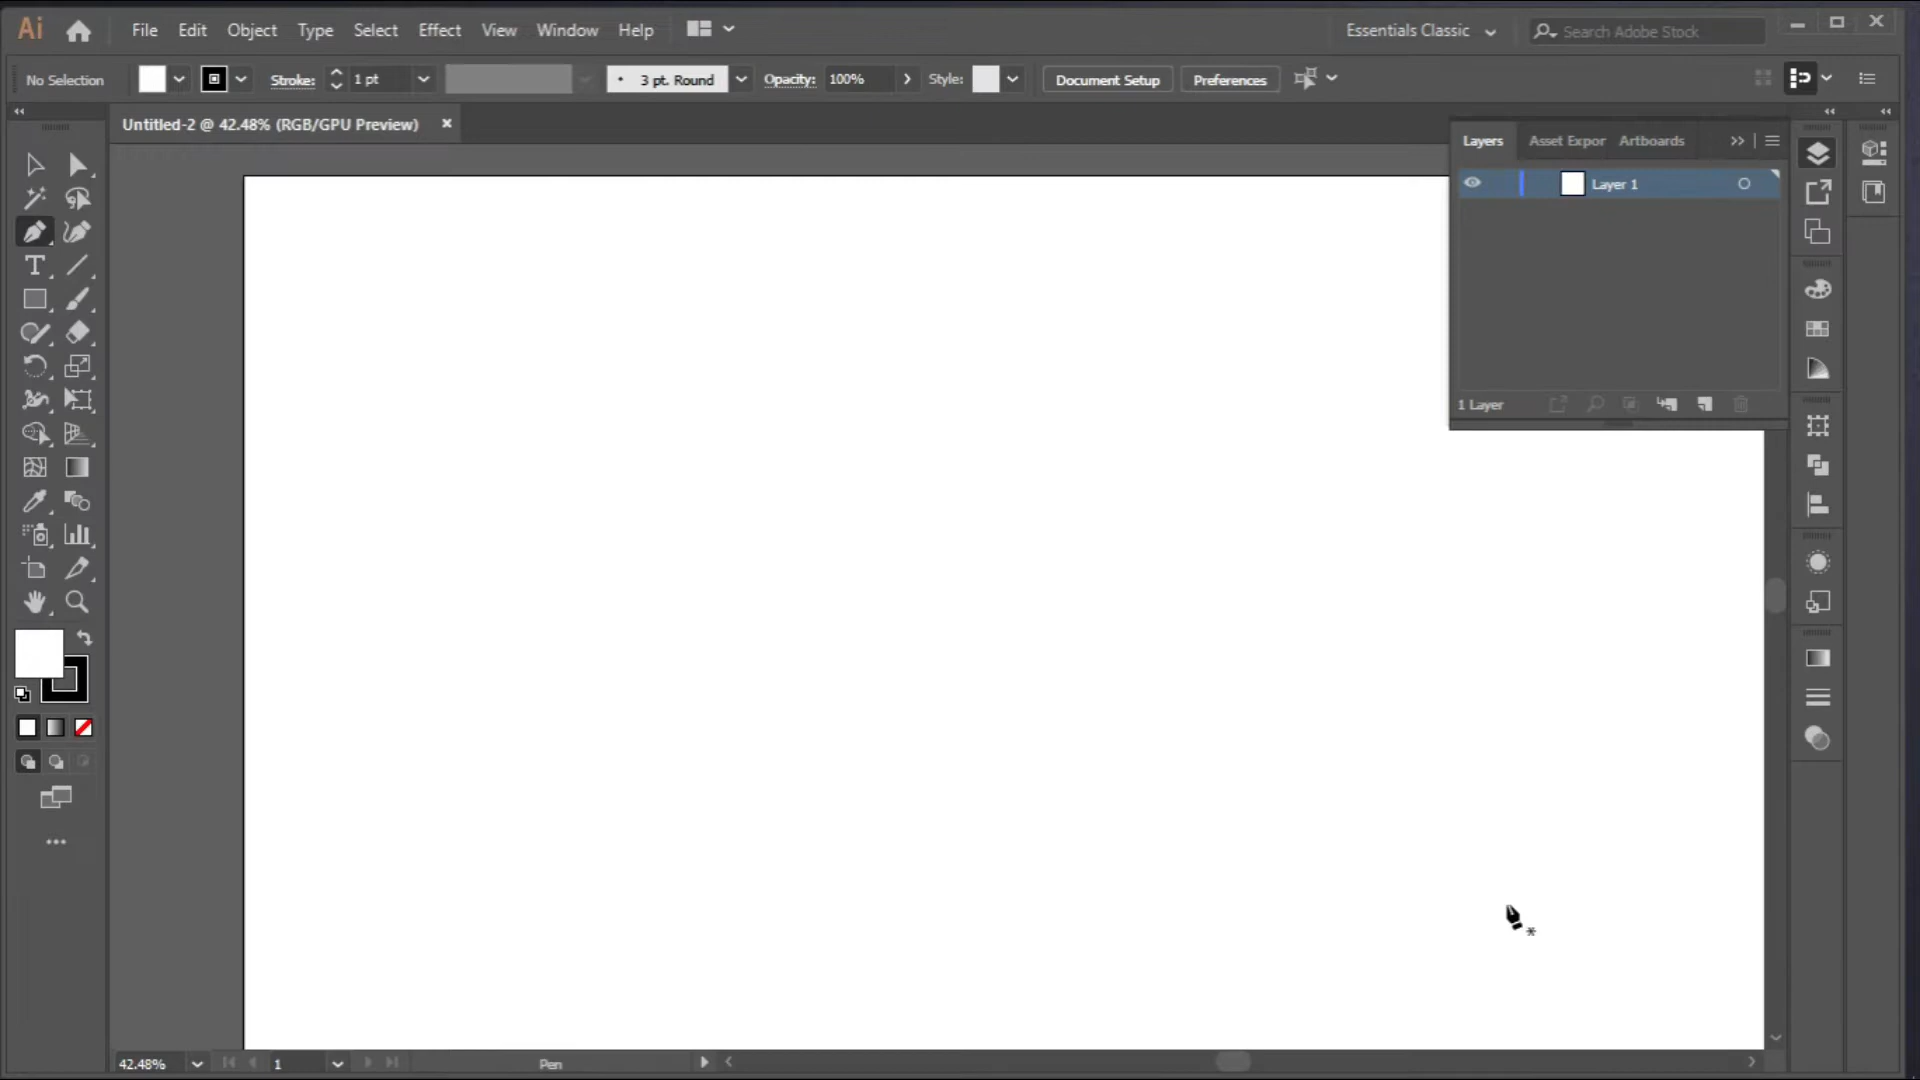 Ai File Edit Object Type Select Effect View Window Help Essentials Classic Search Adobe Stock
No Selection Stroke: 1 pt 3 pt. Round Opacity: 100% Style: Document Setup Preferences
Untitled-2 @ 42.48% (RGB/GPU Preview)
Layers Asset Expor Artboards
Layer 1
1 Layer
42.48% 1 Pen